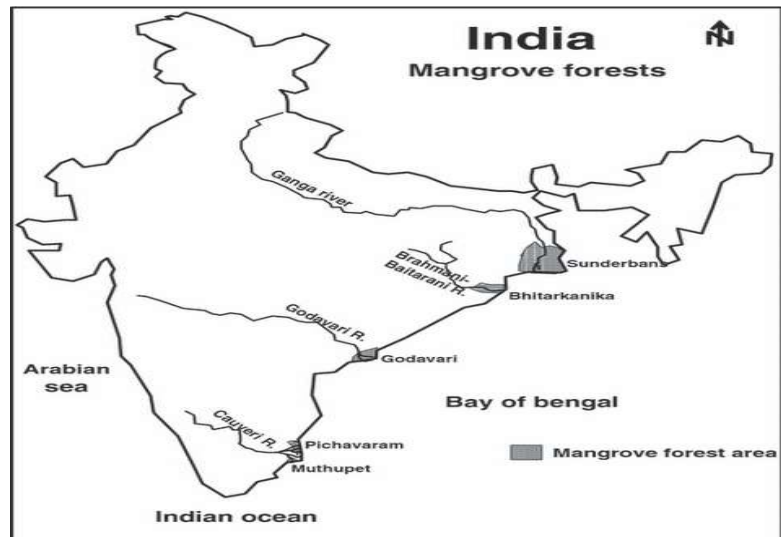 India
N
Mangrove forests
Ganga river
Brahmani-
Baitarani R.
Sunderbans
Bhitarkanika
Godavari R.
Godavari
Arabian
sea
Bay of bengal
Cauveri R.
Pichavaram
Muthupet
Mangrove forest area
Indian ocean